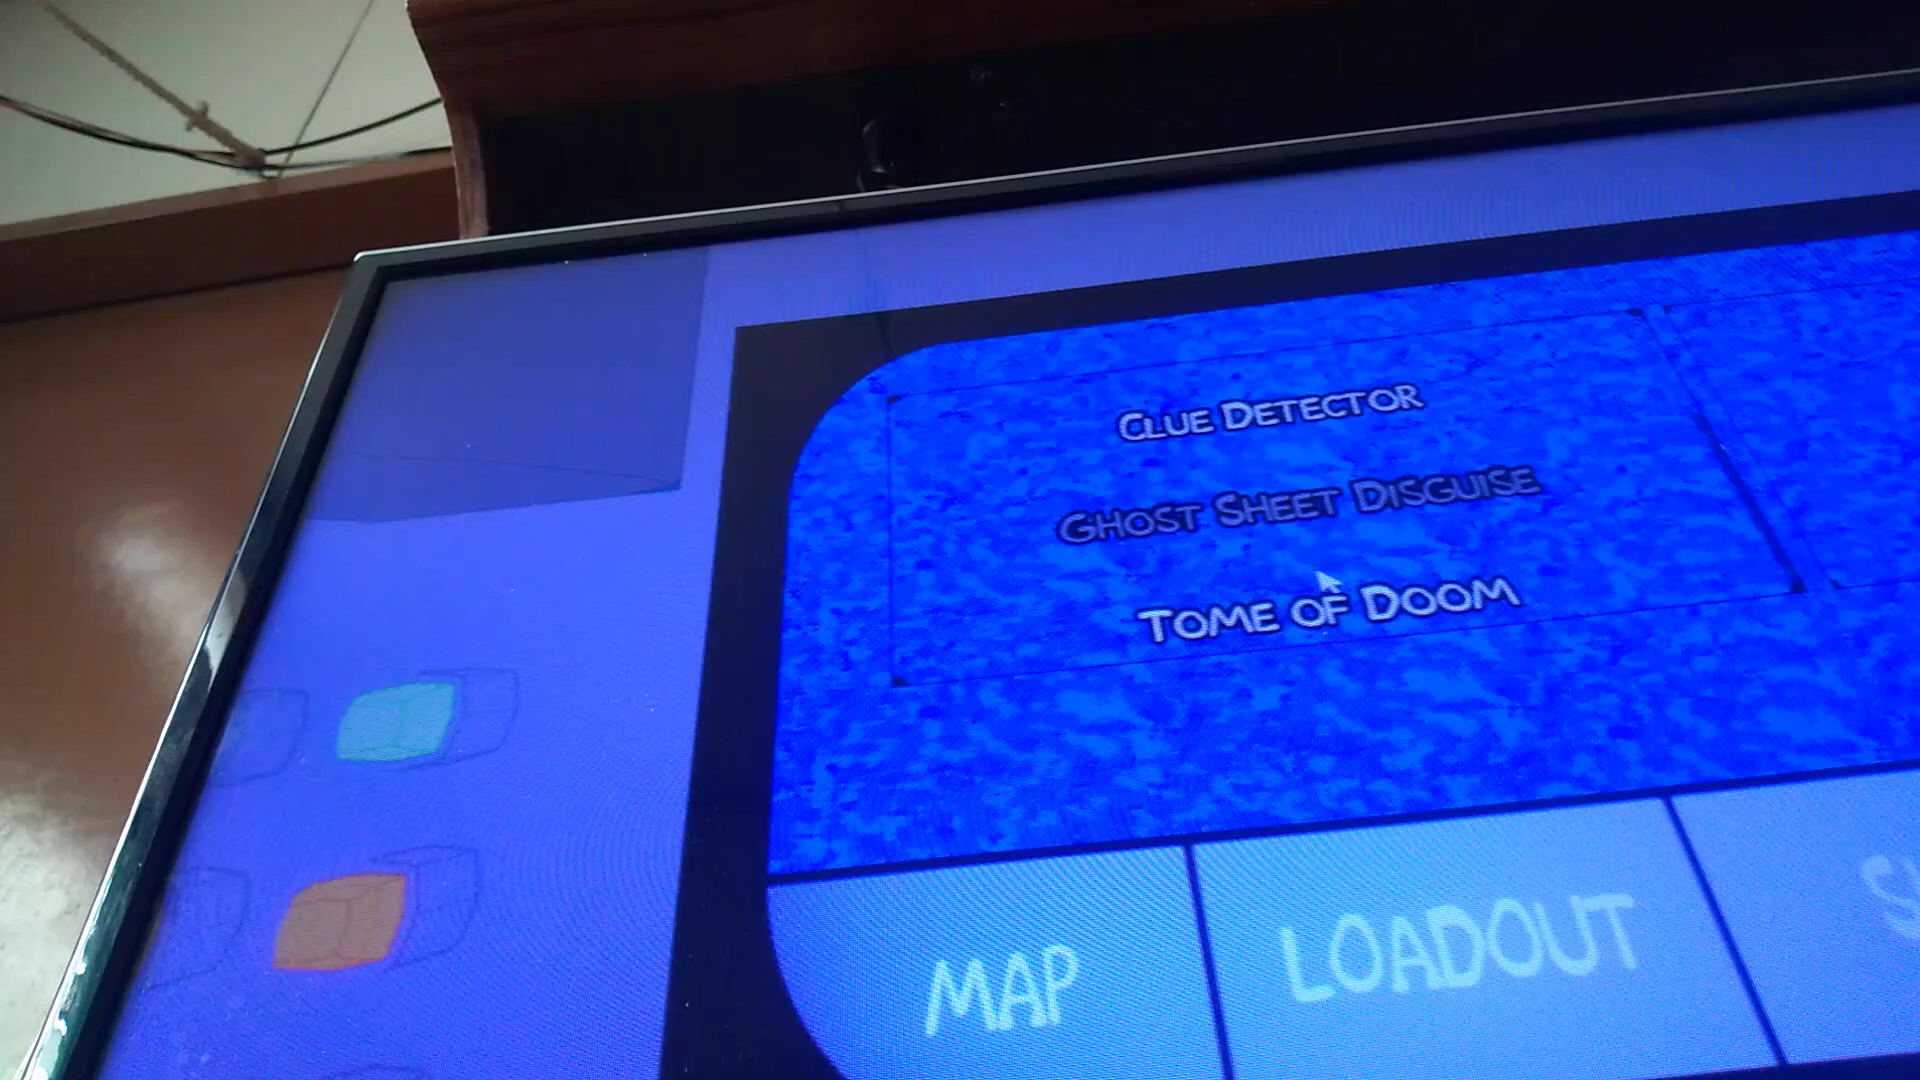 CLUE DETECTOR
GHOST SHEET DISGUISE
TOME OF DOOM
MAP
LOADOUT